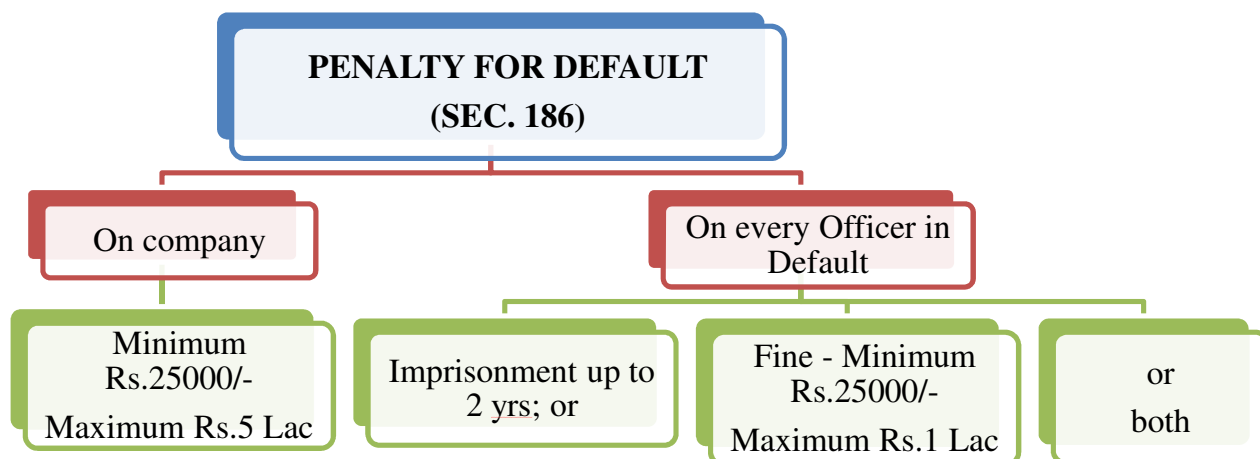 PENALTY FOR DEFAULT
(SEC. 186)
On company
On every Officer in
Default
Minimum
Rs.25000/-
Maximum Rs.5 Lac
Imprisonment up to
2 yrs; or
Fine - Minimum
Rs.25000/-
Maximum Rs.1 Lac
or
both